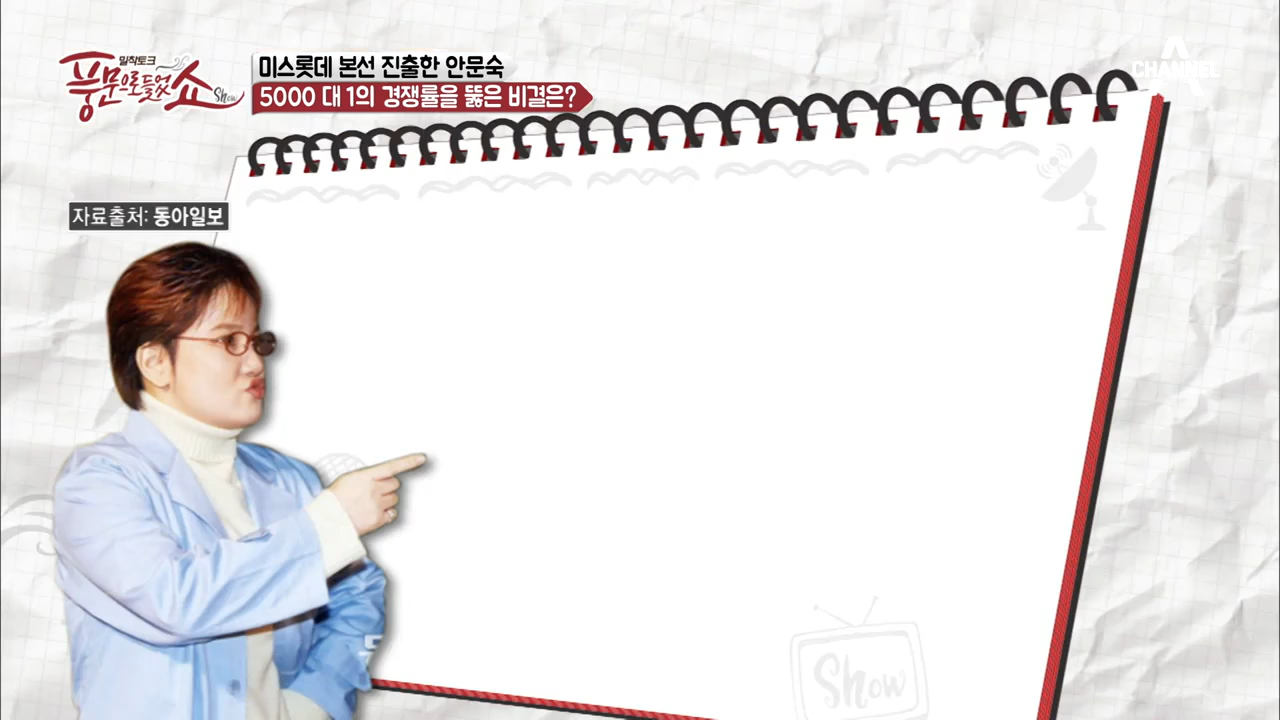 밀착토크
풍문으로들었쇼
Show
미스롯데 본선 진출한 안문숙
5000 대 1의 경쟁률을 뚫은 비결은?
CHANNEL A
자료출처: 동아일보
Show